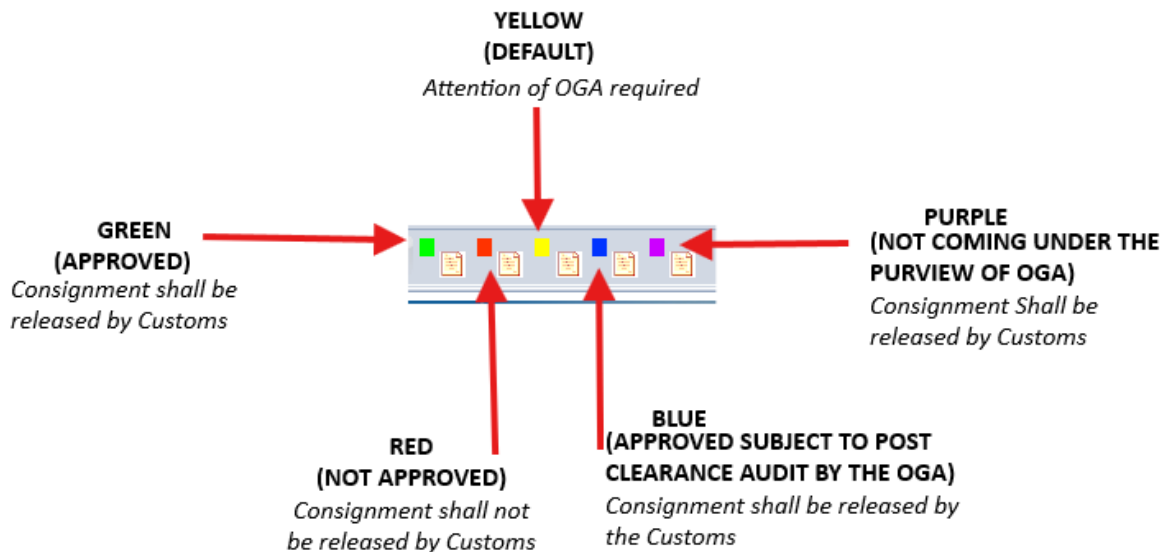 YELLOW
(DEFAULT)
Attention of OGA required
GREEN
(APPROVED)
Consignment shall be
released by Customs
PURPLE
(NOT COMING UNDER THE
PURVIEW OF OGA)
Consignment Shall be
released by Customs
RED
(NOT APPROVED)
Consignment shall not
be released by Customs
BLUE
(APPROVED SUBJECT TO POST
CLEARANCE AUDIT BY THE OGA)
Consignment shall be released by
the Customs